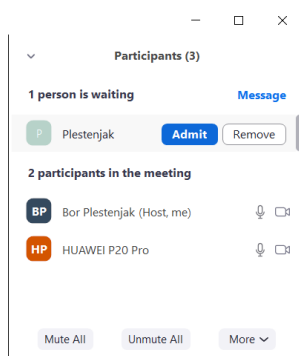 Participants (3)
1 person is waiting Message
P Plestenjak Admit Remove
2 participants in the meeting
BP Bor Plestenjak (Host, me)
HP HUAWEI P20 Pro
Mute All Unmute All More